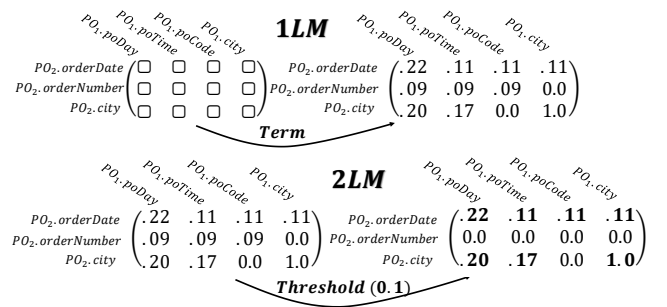 1LM
PO₁.poDay PO₁.poTime PO₁.poCode PO₁.city PO₁.poDay PO₁.poTime PO₁.poCode PO₁.city
PO₂.orderDate ▢ ▢ ▢ ▢ PO₂.orderDate .22 .11 .11 .11
PO₂.orderNumber ▢ ▢ ▢ ▢ PO₂.orderNumber .09 .09 .09 0.0
PO₂.city ▢ ▢ ▢ ▢ PO₂.city .20 .17 0.0 1.0
Term
2LM
PO₁.poDay PO₁.poTime PO₁.poCode PO₁.city PO₁.poDay PO₁.poTime PO₁.poCode PO₁.city
PO₂.orderDate .22 .11 .11 .11 PO₂.orderDate .22 .11 .11 .11
PO₂.orderNumber .09 .09 .09 0.0 PO₂.orderNumber 0.0 0.0 0.0 0.0
PO₂.city .20 .17 0.0 1.0 PO₂.city .20 .17 0.0 1.0
Threshold (0.1)